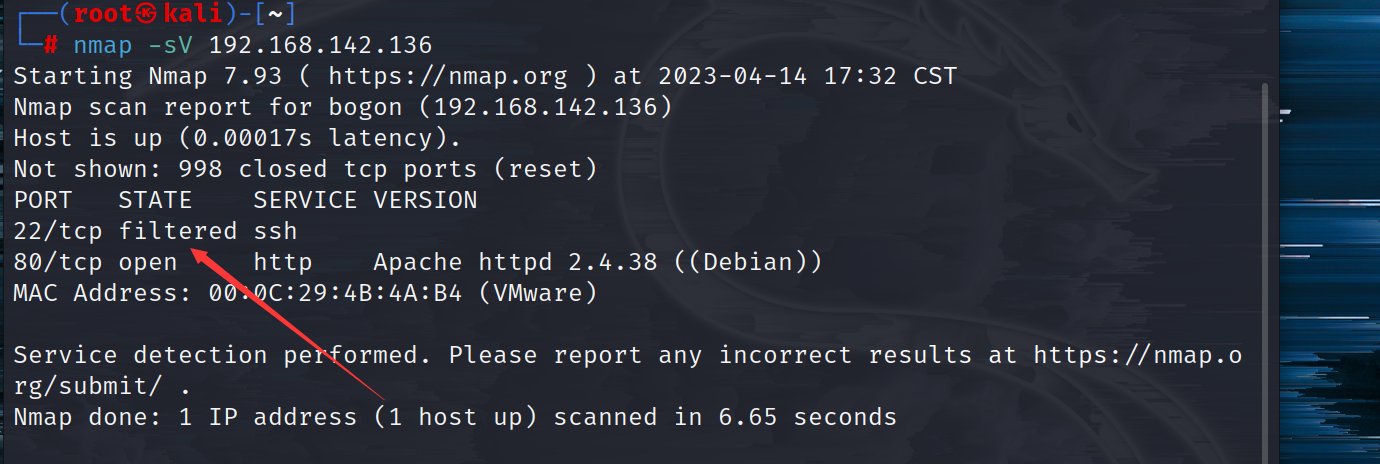 ┌──(root㉿kali)-[~]
└─# nmap -sV 192.168.142.136
Starting Nmap 7.93 ( https://nmap.org ) at 2023-04-14 17:32 CST
Nmap scan report for bogon (192.168.142.136)
Host is up (0.00017s latency).
Not shown: 998 closed tcp ports (reset)
PORT   STATE    SERVICE VERSION
22/tcp filtered ssh
80/tcp open     http    Apache httpd 2.4.38 ((Debian))
MAC Address: 00:0C:29:4B:4A:B4 (VMware)
Service detection performed. Please report any incorrect results at https://nmap.o
rg/submit/ .
Nmap done: 1 IP address (1 host up) scanned in 6.65 seconds